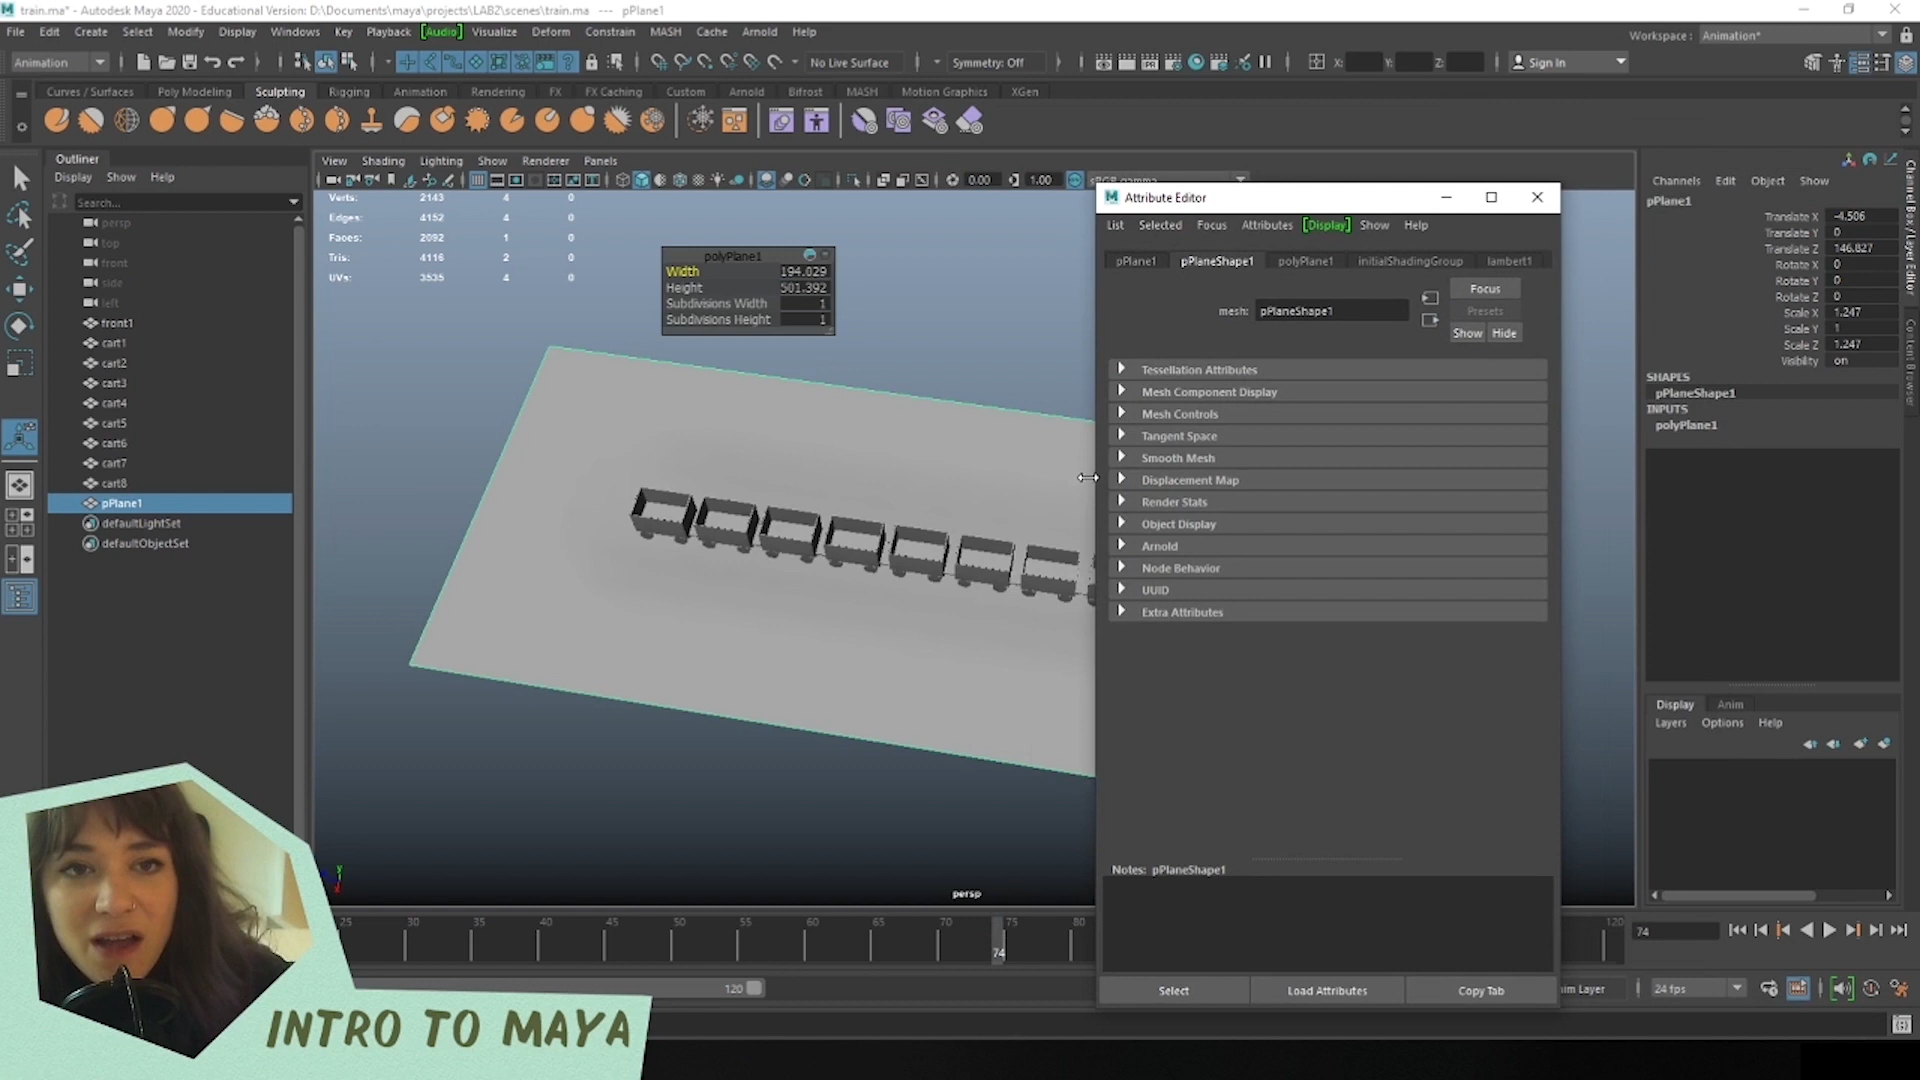 train.ma* - Autodesk Maya 2020 - Educational Version: D:\Documents\maya\projects\LAB2\scenes\train.ma --- pPlane1
File Edit Create Select Modify Display Windows Key Playback [Audio] Visualize Deform Constrain MASH Cache Arnold Help
Workspace : Animation*
Animation
No Live Surface
Symmetry: Off
X: Y: Z:
Sign In
Curves / Surfaces Poly Modeling Sculpting Rigging Animation Rendering FX FX Caching Custom Arnold Bifrost MASH Motion Graphics XGen
Outliner
Display Show Help
Search...
persp
top
front
side
left
front1
cart1
cart2
cart3
cart4
cart5
cart6
cart7
cart8
pPlane1
defaultLightSet
defaultObjectSet
View Shading Lighting Show Renderer Panels
0.00 1.00 sRGB gamma
Verts: 2143 4 0
Edges: 4152 4 0
Faces: 2092 1 0
Tris: 4116 2 0
UVs: 3535 4 0
polyPlane1
Width 194.029
Height 501.392
Subdivisions Width 1
Subdivisions Height 1
y
persp
Attribute Editor
List Selected Focus Attributes [Display] Show Help
pPlane1 pPlaneShape1 polyPlane1 initialShadingGroup lambert1
mesh: pPlaneShape1
Focus
Presets
Show Hide
Tessellation Attributes
Mesh Component Display
Mesh Controls
Tangent Space
Smooth Mesh
Displacement Map
Render Stats
Object Display
Arnold
Node Behavior
UUID
Extra Attributes
Notes: pPlaneShape1
Select Load Attributes Copy Tab
Channels Edit Object Show
pPlane1
Translate X -4.506
Translate Y 0
Translate Z 146.827
Rotate X 0
Rotate Y 0
Rotate Z 0
Scale X 1.247
Scale Y 1
Scale Z 1.247
Visibility on
SHAPES
pPlaneShape1
INPUTS
polyPlane1
Channel Box / Layer Editor
Content Browser
Display Anim
Layers Options Help
25 30 35 40 45 50 55 60 65 70 75 80 120
74
74
120
24 fps
INTRO TO MAYA